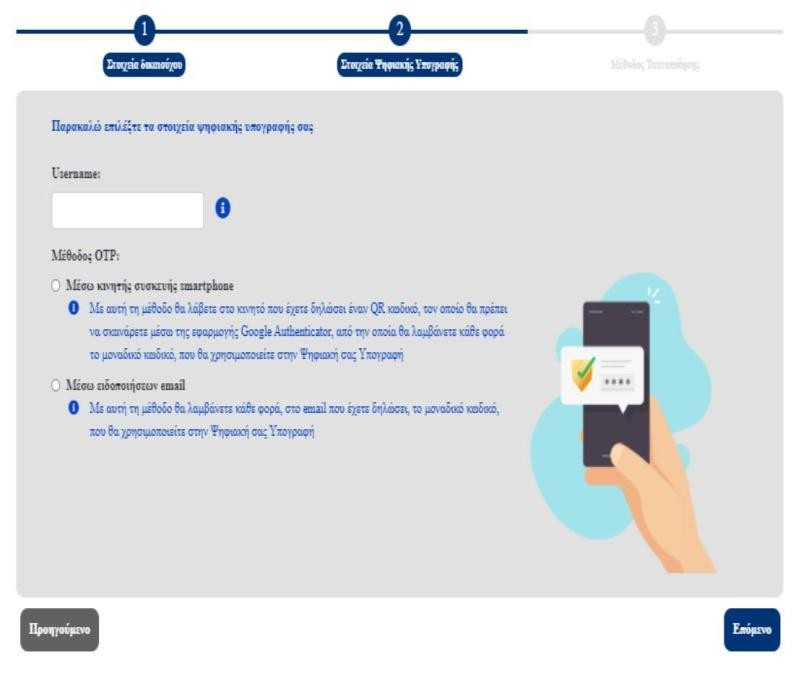 1
2
3
Στοιχεία δικαιούχου
Στοιχεία Ψηφιακής Υπογραφής
Μέθοδος Ταυτοποίησης
Παρακαλώ επιλέξτε τα στοιχεία ψηφιακής υπογραφής σας
Username:
Μέθοδος OTP:
Μέσω κινητής συσκευής smartphone
Με αυτή τη μέθοδο θα λάβετε στο κινητό που έχετε δηλώσει έναν QR κωδικό, τον οποίο θα πρέπει
να σκανάρετε μέσω της εφαρμογής Google Authenticator, από την οποία θα λαμβάνετε κάθε φορά
το μοναδικό κωδικό, που θα χρησιμοποιείτε στην Ψηφιακή σας Υπογραφή
Μέσω ειδοποιήσεων email
Με αυτή τη μέθοδο θα λαμβάνετε κάθε φορά, στο email που έχετε δηλώσει, το μοναδικό κωδικό,
που θα χρησιμοποιείτε στην Ψηφιακή σας Υπογραφή
****
Προηγούμενο
Επόμενο